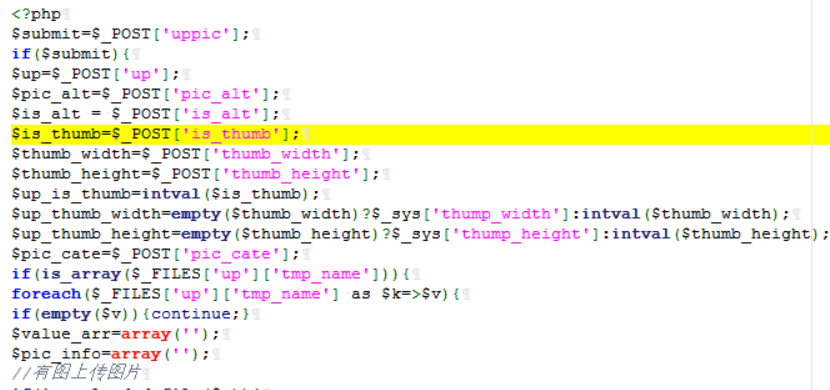 <?php
$submit=$_POST['uppic'];
if($submit){
$up=$_POST['up'];
$pic_alt=$_POST['pic_alt'];
$is_alt = $_POST['is_alt'];
$is_thumb=$_POST['is_thumb'];
$thumb_width=$_POST['thumb_width'];
$thumb_height=$_POST['thumb_height'];
$up_is_thumb=intval($is_thumb);
$up_thumb_width=empty($thumb_width)?$_sys['thump_width']:intval($thumb_width);
$up_thumb_height=empty($thumb_height)?$_sys['thump_height']:intval($thumb_height);
$pic_cate=$_POST['pic_cate'];
if(is_array($_FILES['up']['tmp_name'])){
foreach($_FILES['up']['tmp_name'] as $k=>$v){
if(empty($v)){continue;}
$value_arr=array('');
$pic_info=array('');
//有图上传图片